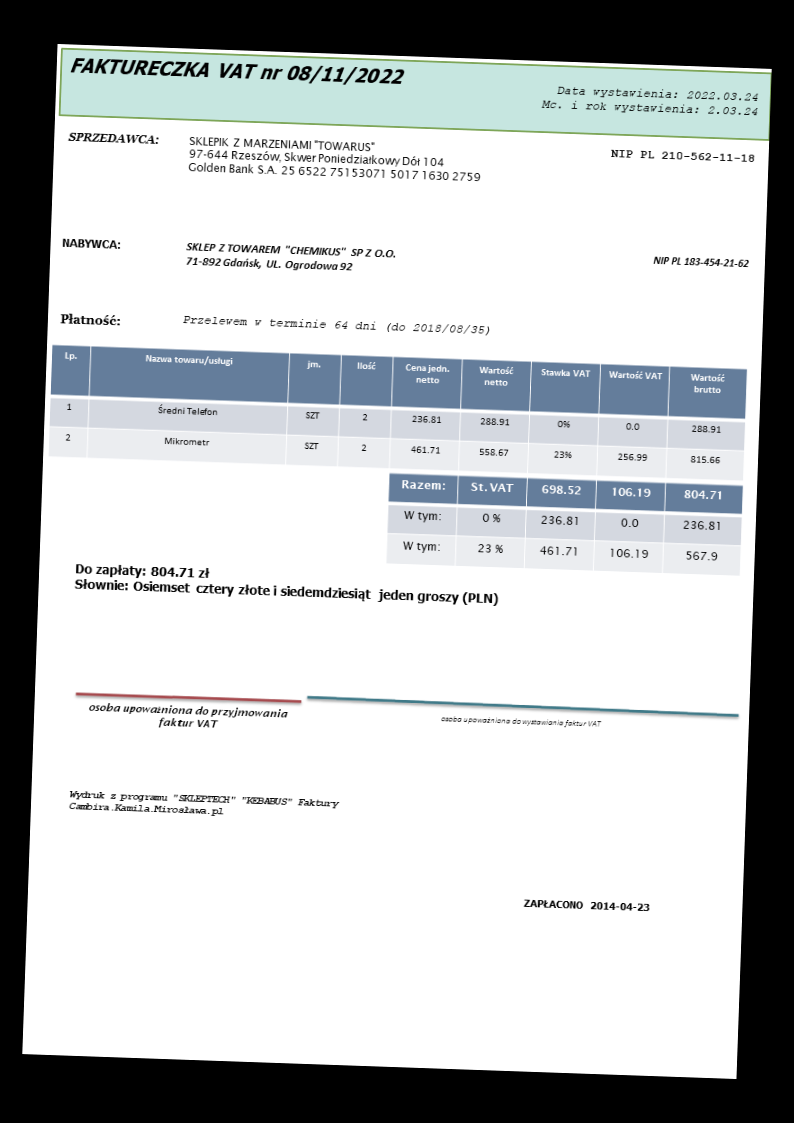 FAKTURECZKA VAT nr 08/11/2022
Data wystawienia: 2022.03.24
Mc. i rok wystawienia: 2.03.24
SPRZEDAWCA:
SKLEPIK Z MARZENIAMI "TOWARUS"
97-644 Rzeszów, Skwer Poniedziałkowy Dół 104
Golden Bank S.A. 25 6522 75153071 5017 1630 2759
NIP PL 210-562-11-18
NABYWCA:
SKLEP Z TOWAREM "CHEMIKUS" SP Z O.O.
71-892 Gdańsk, UL. Ogrodowa 92
NIP PL 183-454-21-62
Płatność: Przelewem w terminie 64 dni (do 2018/08/35)
Lp. Nazwa towaru/usługi jm. Ilość Cena jedn. netto Wartość netto Stawka VAT Wartość VAT Wartość brutto
1 Średni Telefon SZT 2 236.81 288.91 0% 0.0 288.91
2 Mikrometr SZT 2 461.71 558.67 23% 256.99 815.66
Razem: St.VAT 698.52 106.19 804.71
W tym: 0 % 236.81 0.0 236.81
W tym: 23 % 461.71 106.19 567.9
Do zapłaty: 804.71 zł
Słownie: Osiemset cztery złote i siedemdziesiąt jeden groszy (PLN)
osoba upoważniona do przyjmowania
faktur VAT
osoba upoważniona do wystawiania faktur VAT
Wydruk z programu "SKLEPTECH" "KEBABUS" Faktury
Cambira.Kamila.Mirosława.pl
ZAPŁACONO 2014-04-23